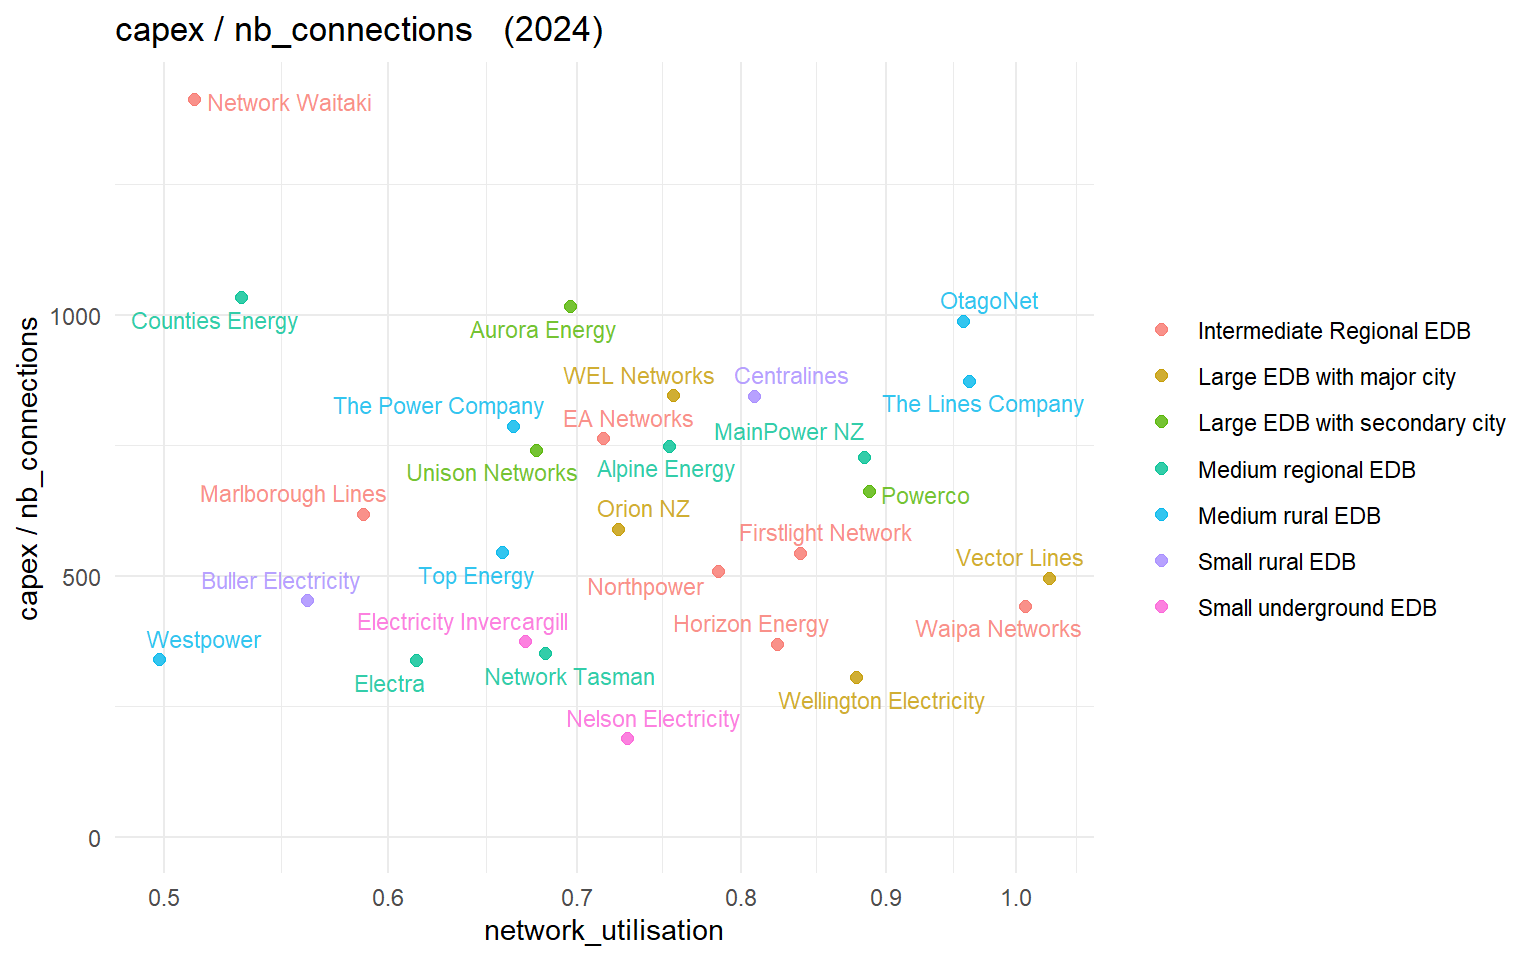 capex / nb_connections (2024)
Network Waitaki
Counties Energy
Aurora Energy
OtagoNet
WEL Networks
Centralines
The Power Company
The Lines Company
EA Networks
MainPower NZ
Unison Networks
Alpine Energy
Marlborough Lines
Powerco
Orion NZ
Firstlight Network
Vector Lines
Buller Electricity
Top Energy
Northpower
Electricity Invercargill
Horizon Energy
Waipa Networks
Westpower
Electra
Network Tasman
Wellington Electricity
Nelson Electricity
1000
500
0
capex / nb_connections
0.5 0.6 0.7 0.8 0.9 1.0
network_utilisation
Intermediate Regional EDB
Large EDB with major city
Large EDB with secondary city
Medium regional EDB
Medium rural EDB
Small rural EDB
Small underground EDB